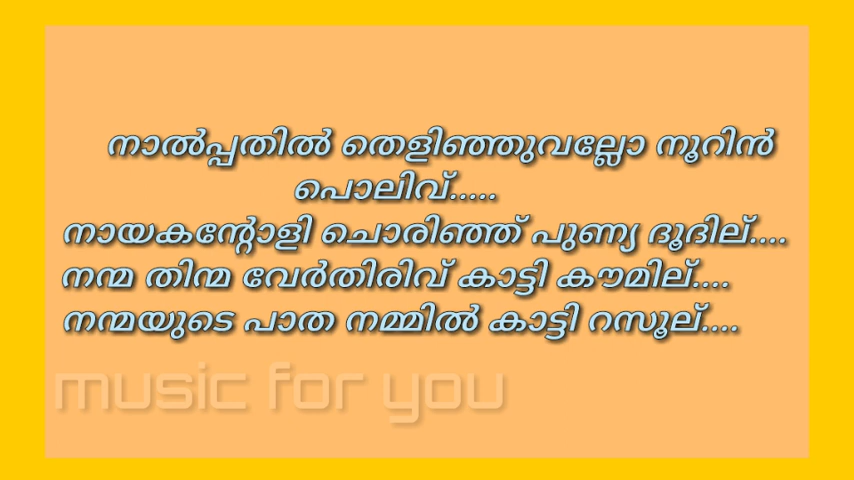 നാൽപ്പതിൽ തെളിഞ്ഞുവല്ലോ നൂറിൻ
പൊലിവ്.....
നായകന്റോളി ചൊരിഞ്ഞ് പുണ്യ ദൂദില്....
നന്മ തിന്മ വേർതിരിവ് കാട്ടി കൗമില്....
നന്മയുടെ പാത നമ്മിൽ കാട്ടി റസൂല്....
music for you